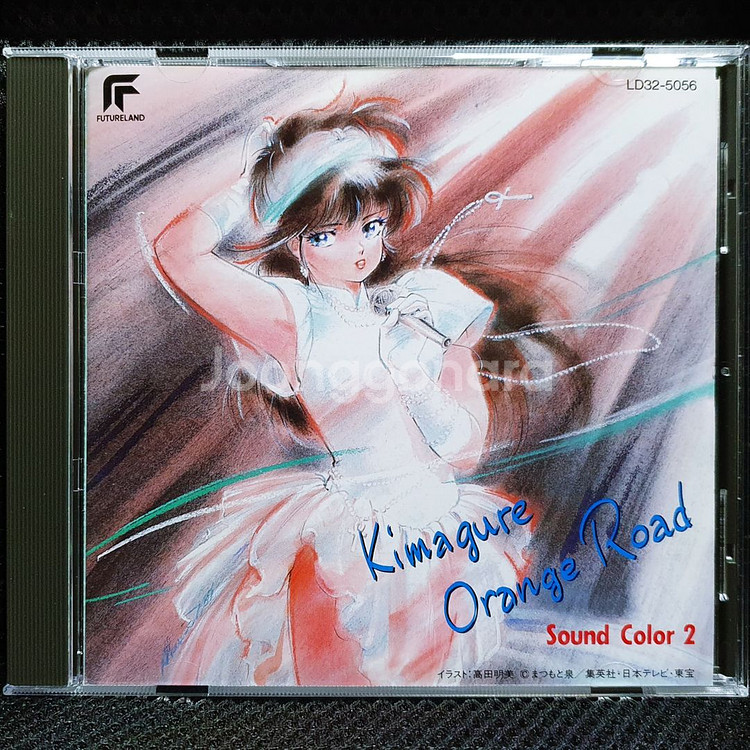 FUTURELAND
LD32-5056
Joonggonara
Kimagure
Orange Road
Sound Color 2
イラスト:高田明美 ©まつもと泉/集英社・日本テレビ・東宝